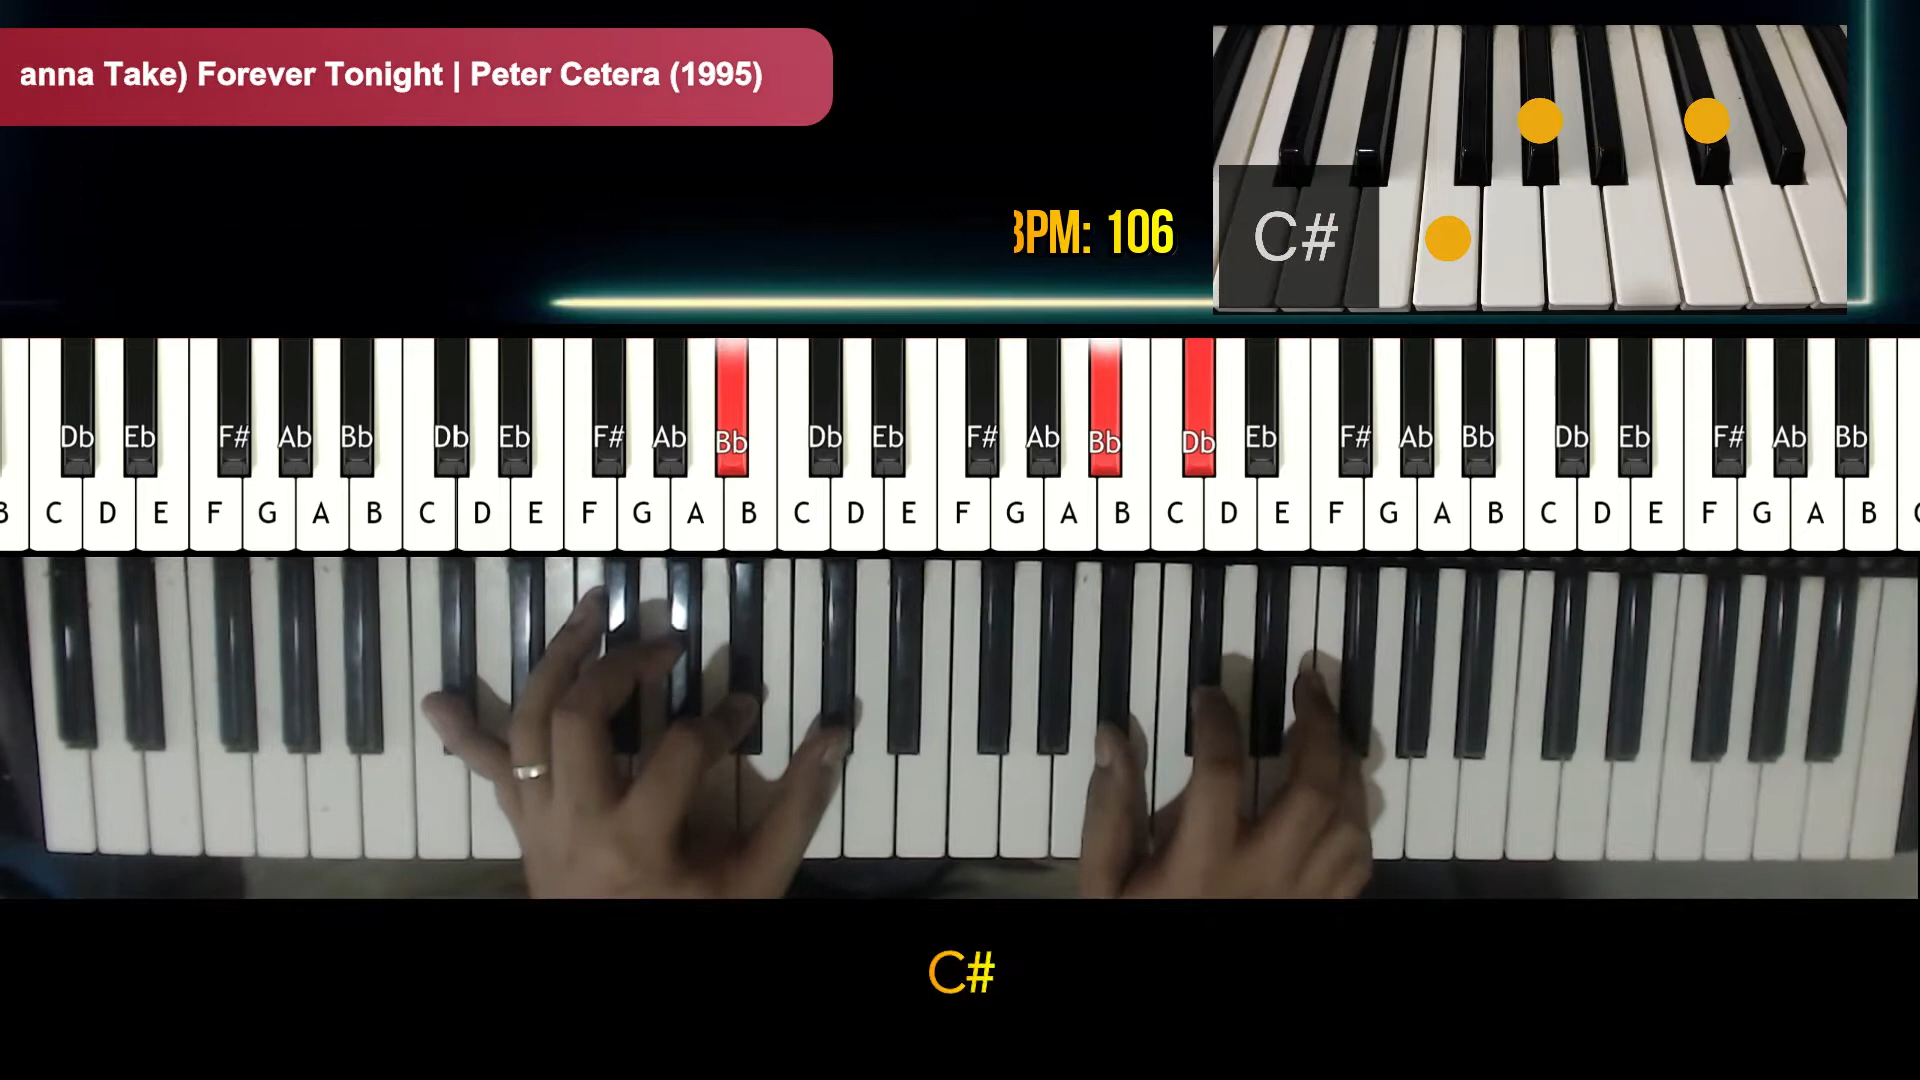 anna Take) Forever Tonight | Peter Cetera (1995)
BPM: 106
C#
Db Eb F# Ab Bb Db Eb F# Ab Bb Db Eb F# Ab Bb Db Eb F# Ab Bb Db Eb F# Ab Bb
B C D E F G A B C D E F G A B C D E F G A B C D E F G A B C D E F G A B C
C#